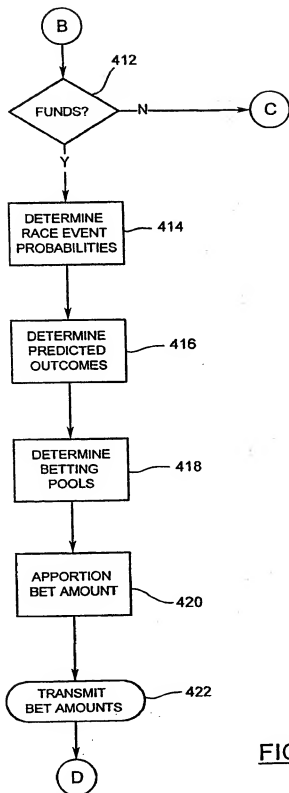 B
412
FUNDS?
N
C
Y
DETERMINE
RACE EVENT
PROBABILITIES
414
DETERMINE
PREDICTED
OUTCOMES
416
DETERMINE
BETTING
POOLS
418
APPORTION
BET AMOUNT
420
TRANSMIT
BET AMOUNTS
422
D
FIG